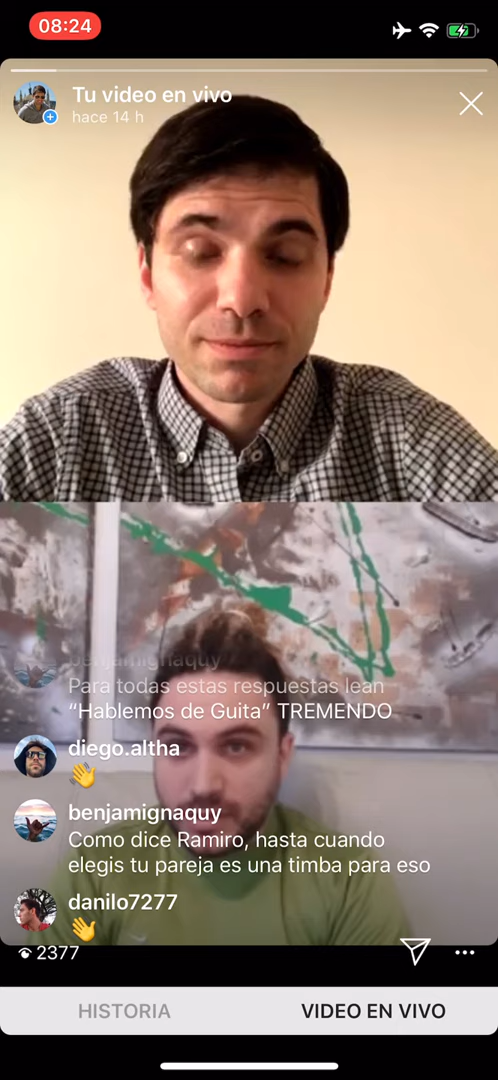 08:24
Tu video en vivo
hace 14 h
benjamignaquy
Para todas estas respuestas lean
“Hablemos de Guita” TREMENDO
diego.altha
benjamignaquy
Como dice Ramiro, hasta cuando
elegis tu pareja es una timba para eso
danilo7277
2377
HISTORIA
VIDEO EN VIVO